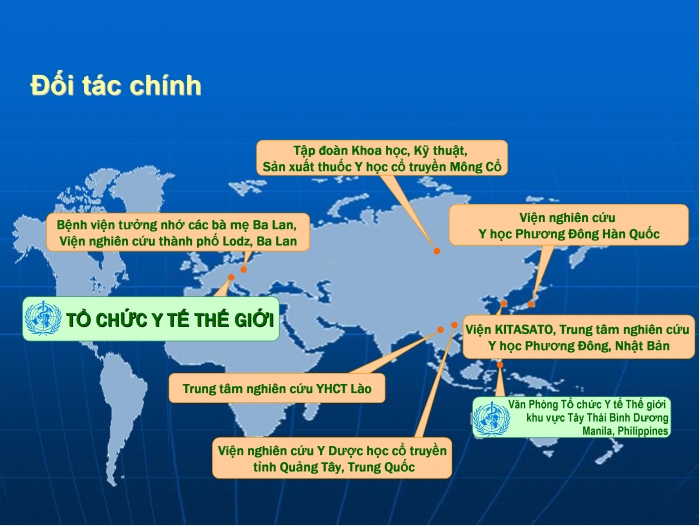 Đối tác chính
Tập đoàn Khoa học, Kỹ thuật,
Sản xuất thuốc Y học cổ truyền Mông Cổ
Bệnh viện tưởng nhớ các bà mẹ Ba Lan,
Viện nghiên cứu thành phố Lodz, Ba Lan
Viện nghiên cứu
Y học Phương Đông Hàn Quốc
TỔ CHỨC Y TẾ THẾ GIỚI
Viện KITASATO, Trung tâm nghiên cứu
Y học Phương Đông, Nhật Bản
Trung tâm nghiên cứu YHCT Lào
Văn Phòng Tổ chức Y tế Thế giới
khu vực Tây Thái Bình Dương
Manila, Philippines
Viện nghiên cứu Y Dược học cổ truyền
tỉnh Quảng Tây, Trung Quốc